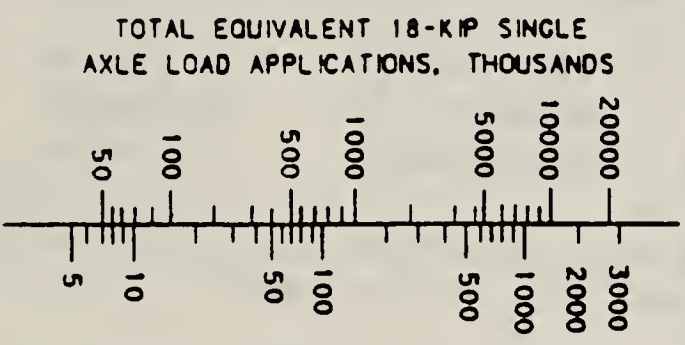 TOTAL EQUIVALENT 18-KIP SINGLE
AXLE LOAD APPLICATIONS, THOUSANDS
50 100 500 1000 5000 10000 20000
5 10 50 100 500 1000 2000 3000